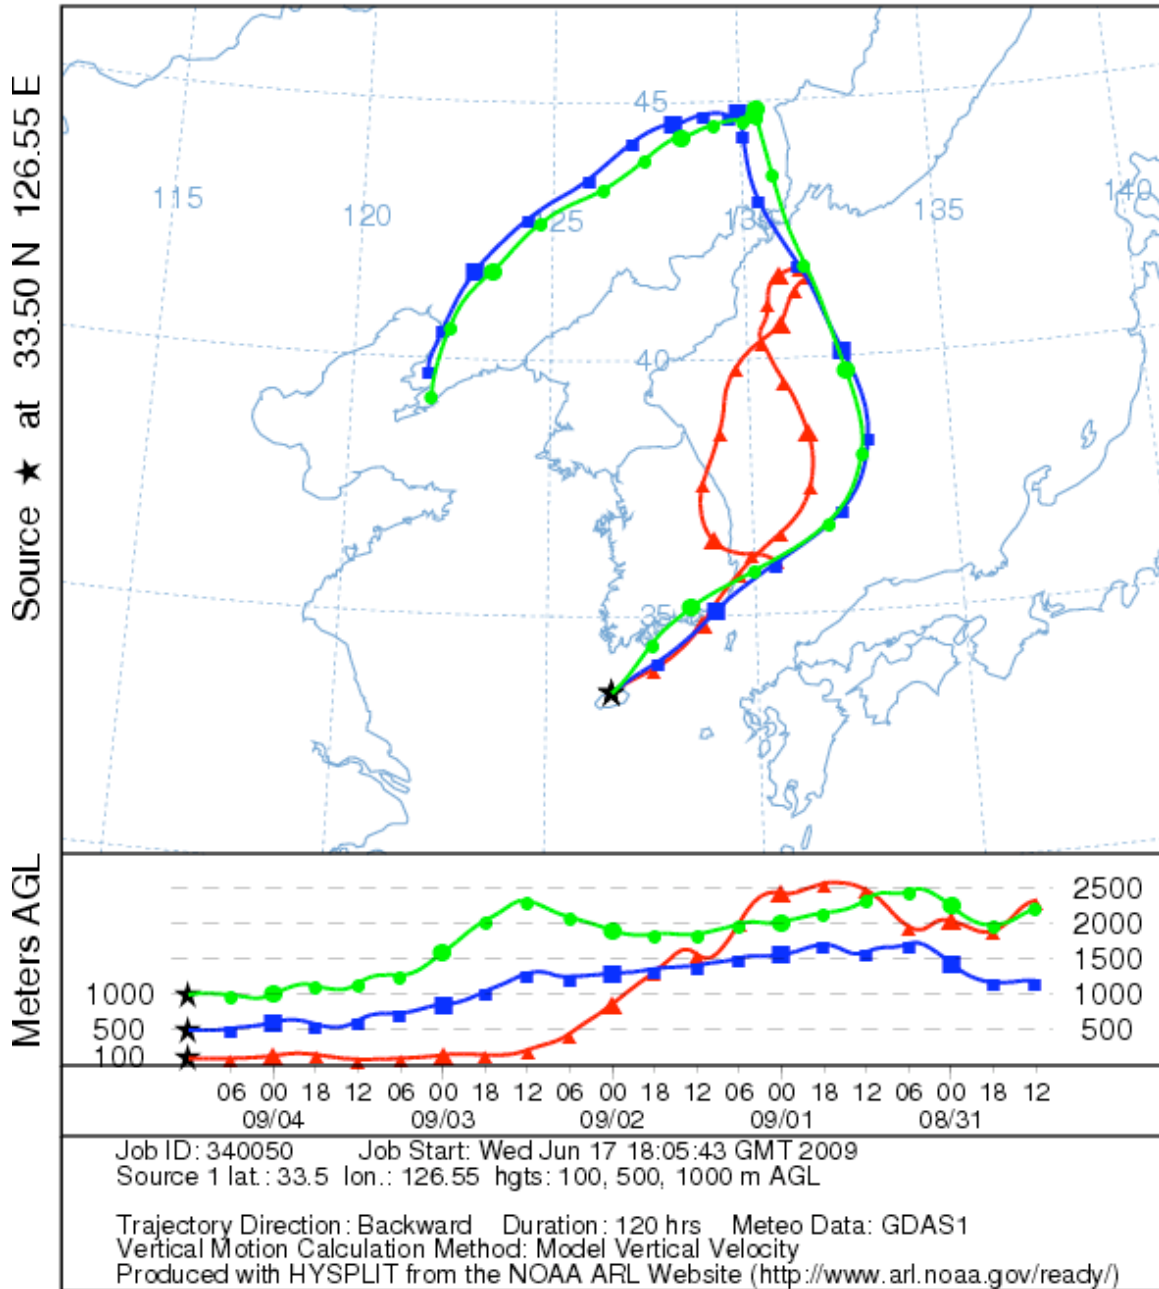 Source ★ at 33.50 N 126.55 E
45
115
120
25
135
135
140
40
35
Meters AGL
2500
2000
1500
1000
1000
500
500
100
06 00 18 12 06 00 18 12 06 00 18 12 06 00 18 12 06 00 18 12
09/04 09/03 09/02 09/01 08/31
Job ID: 340050 Job Start: Wed Jun 17 18:05:43 GMT 2009
Source 1 lat.: 33.5 lon.: 126.55 hgts: 100, 500, 1000 m AGL
Trajectory Direction: Backward Duration: 120 hrs Meteo Data: GDAS1
Vertical Motion Calculation Method: Model Vertical Velocity
Produced with HYSPLIT from the NOAA ARL Website (http://www.arl.noaa.gov/ready/)